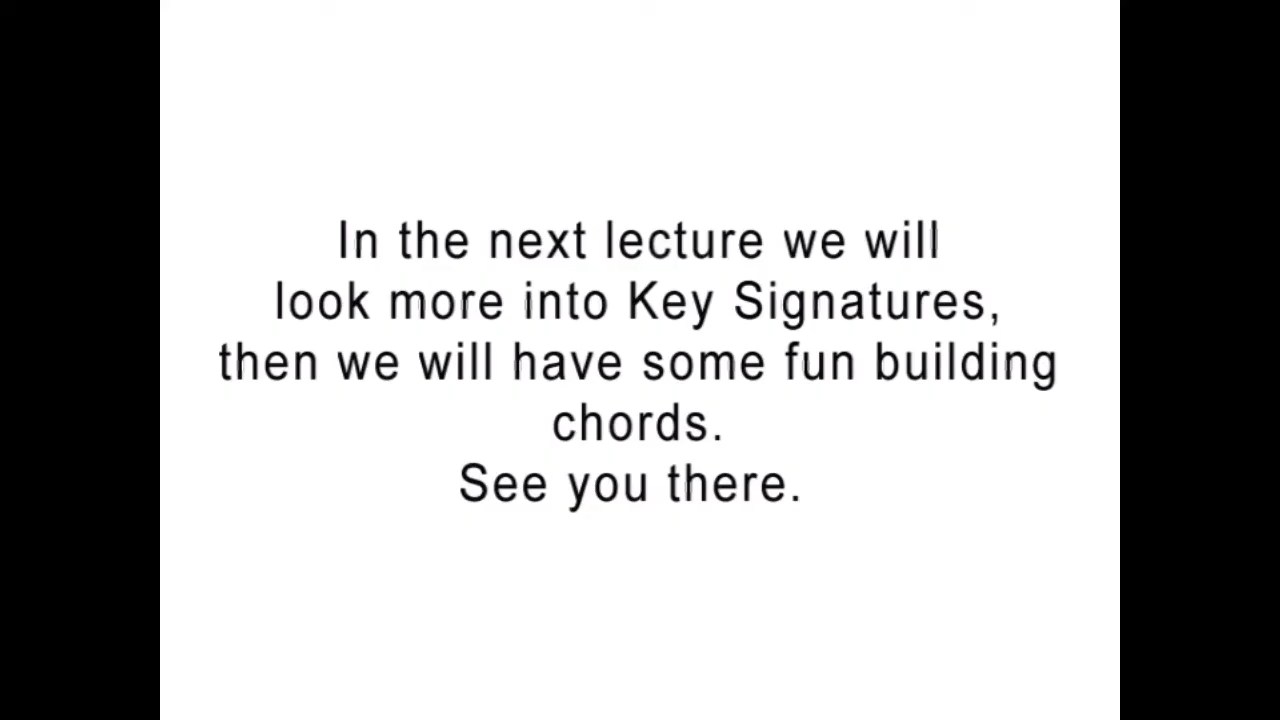 In the next lecture we will
look more into Key Signatures,
then we will have some fun building
chords.
See you there.